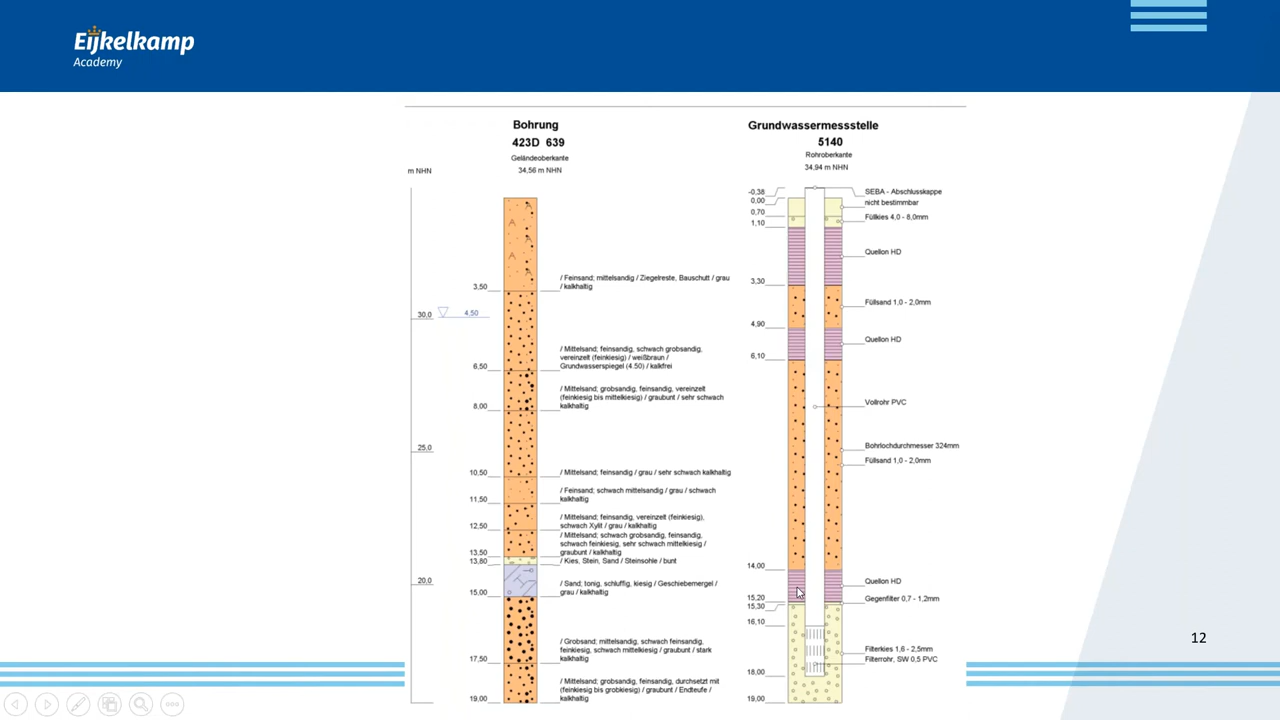 Eijkelkamp
Academy
Bohrung
423D 639
Geländeoberkante
34,56 m NHN
m NHN
30,0
25,0
20,0
4,50
3,50
/ Feinsand; mittelsandig / Ziegelreste, Bauschutt / grau
/ kalkhaltig
6,50
/ Mittelsand; feinsandig, schwach grobsandig,
vereinzelt (feinkiesig) / weißbraun /
Grundwasserspiegel (4.50) / kalkfrei
8,00
/ Mittelsand; grobsandig, feinsandig, vereinzelt
(feinkiesig bis mittelkiesig) / graubunt / sehr schwach
kalkhaltig
10,50
/ Mittelsand; feinsandig / grau / sehr schwach kalkhaltig
11,50
/ Feinsand; schwach mittelsandig / grau / schwach
kalkhaltig
12,50
/ Mittelsand; feinsandig, vereinzelt (feinkiesig),
schwach Xylit / grau / kalkhaltig
13,50
/ Mittelsand; schwach grobsandig, feinsandig,
schwach feinkiesig, sehr schwach mittelkiesig /
graubunt / kalkhaltig
13,80
/ Kies, Stein, Sand / Steinsohle / bunt
15,00
/ Sand; tonig, schluffig, kiesig / Geschiebemergel /
grau / kalkhaltig
17,50
/ Grobsand; mittelsandig, schwach feinsandig,
feinkiesig, schwach mittelkiesig / graubunt / stark
kalkhaltig
19,00
/ Mittelsand; grobsandig, feinsandig, durchsetzt mit
(feinkiesig bis grobkiesig) / graubunt / Endteufe /
kalkhaltig
Grundwassermessstelle
5140
Rohroberkante
34,94 m NHN
-0,38
0,00
0,70
1,10
3,30
4,90
6,10
14,00
15,20
15,30
16,10
18,00
19,00
SEBA - Abschlusskappe
nicht bestimmbar
Füllkies 4,0 - 8,0mm
Quellon HD
Füllsand 1,0 - 2,0mm
Quellon HD
Vollrohr PVC
Bohrlochdurchmesser 324mm
Füllsand 1,0 - 2,0mm
Quellon HD
Gegenfilter 0,7 - 1,2mm
Filterkies 1,6 - 2,5mm
Filterrohr, SW 0,5 PVC
12